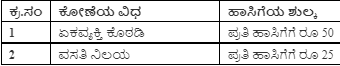 ಕ್ರ.ಸಂ ಕೋಣೆಯ ವಿಧ ಹಾಸಿಗೆಯ ಶುಲ್ಕ
1 ಏಕವ್ಯಕ್ತಿ ಕೊಠಡಿ ಪ್ರತಿ ಹಾಸಿಗೆಗೆ ರೂ 50
2 ವಸತಿ ನಿಲಯ ಪ್ರತಿ ಹಾಸಿಗೆಗೆ ರೂ 25